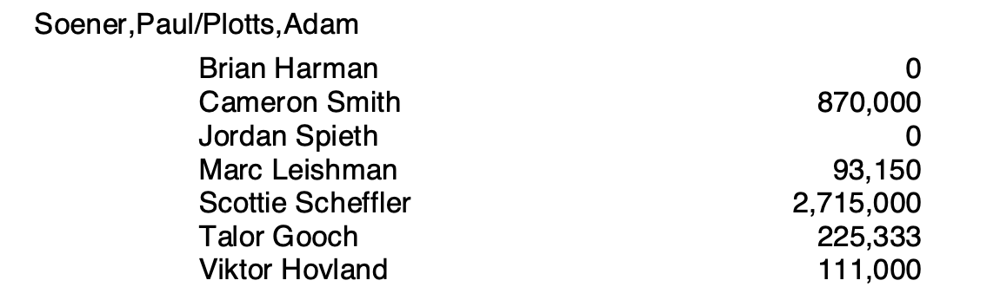 Soener,Paul/Plotts,Adam
Brian Harman 0
Cameron Smith 870,000
Jordan Spieth 0
Marc Leishman 93,150
Scottie Scheffler 2,715,000
Talor Gooch 225,333
Viktor Hovland 111,000